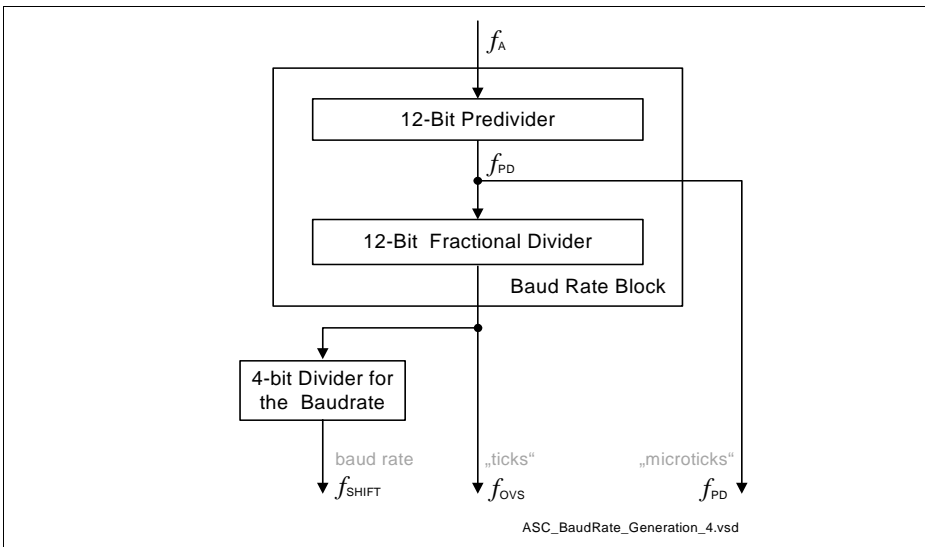 fA
12-Bit Predivider
fPD
12-Bit Fractional Divider
Baud Rate Block
4-bit Divider for
the Baudrate
baud rate
„ticks“
„microticks“
fSHIFT
fOVS
fPD
ASC_BaudRate_Generation_4.vsd